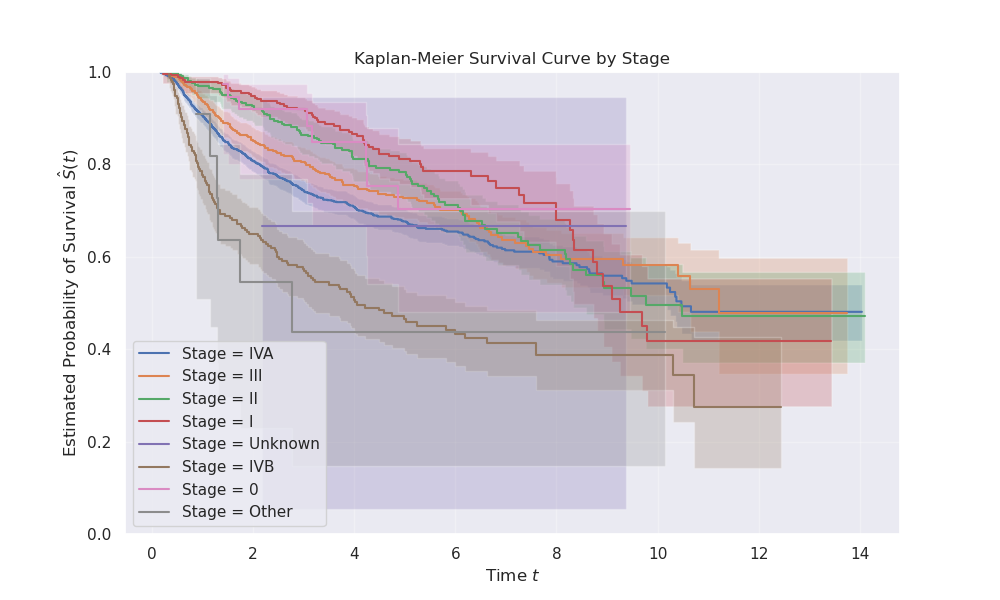 Kaplan-Meier Survival Curve by Stage
Estimated Probability of Survival Ŝ(t)
1.0
0.8
0.6
0.4
0.2
0.0
Stage = IVA
Stage = III
Stage = II
Stage = I
Stage = Unknown
Stage = IVB
Stage = 0
Stage = Other
0 2 4 6 8 10 12 14
Time t